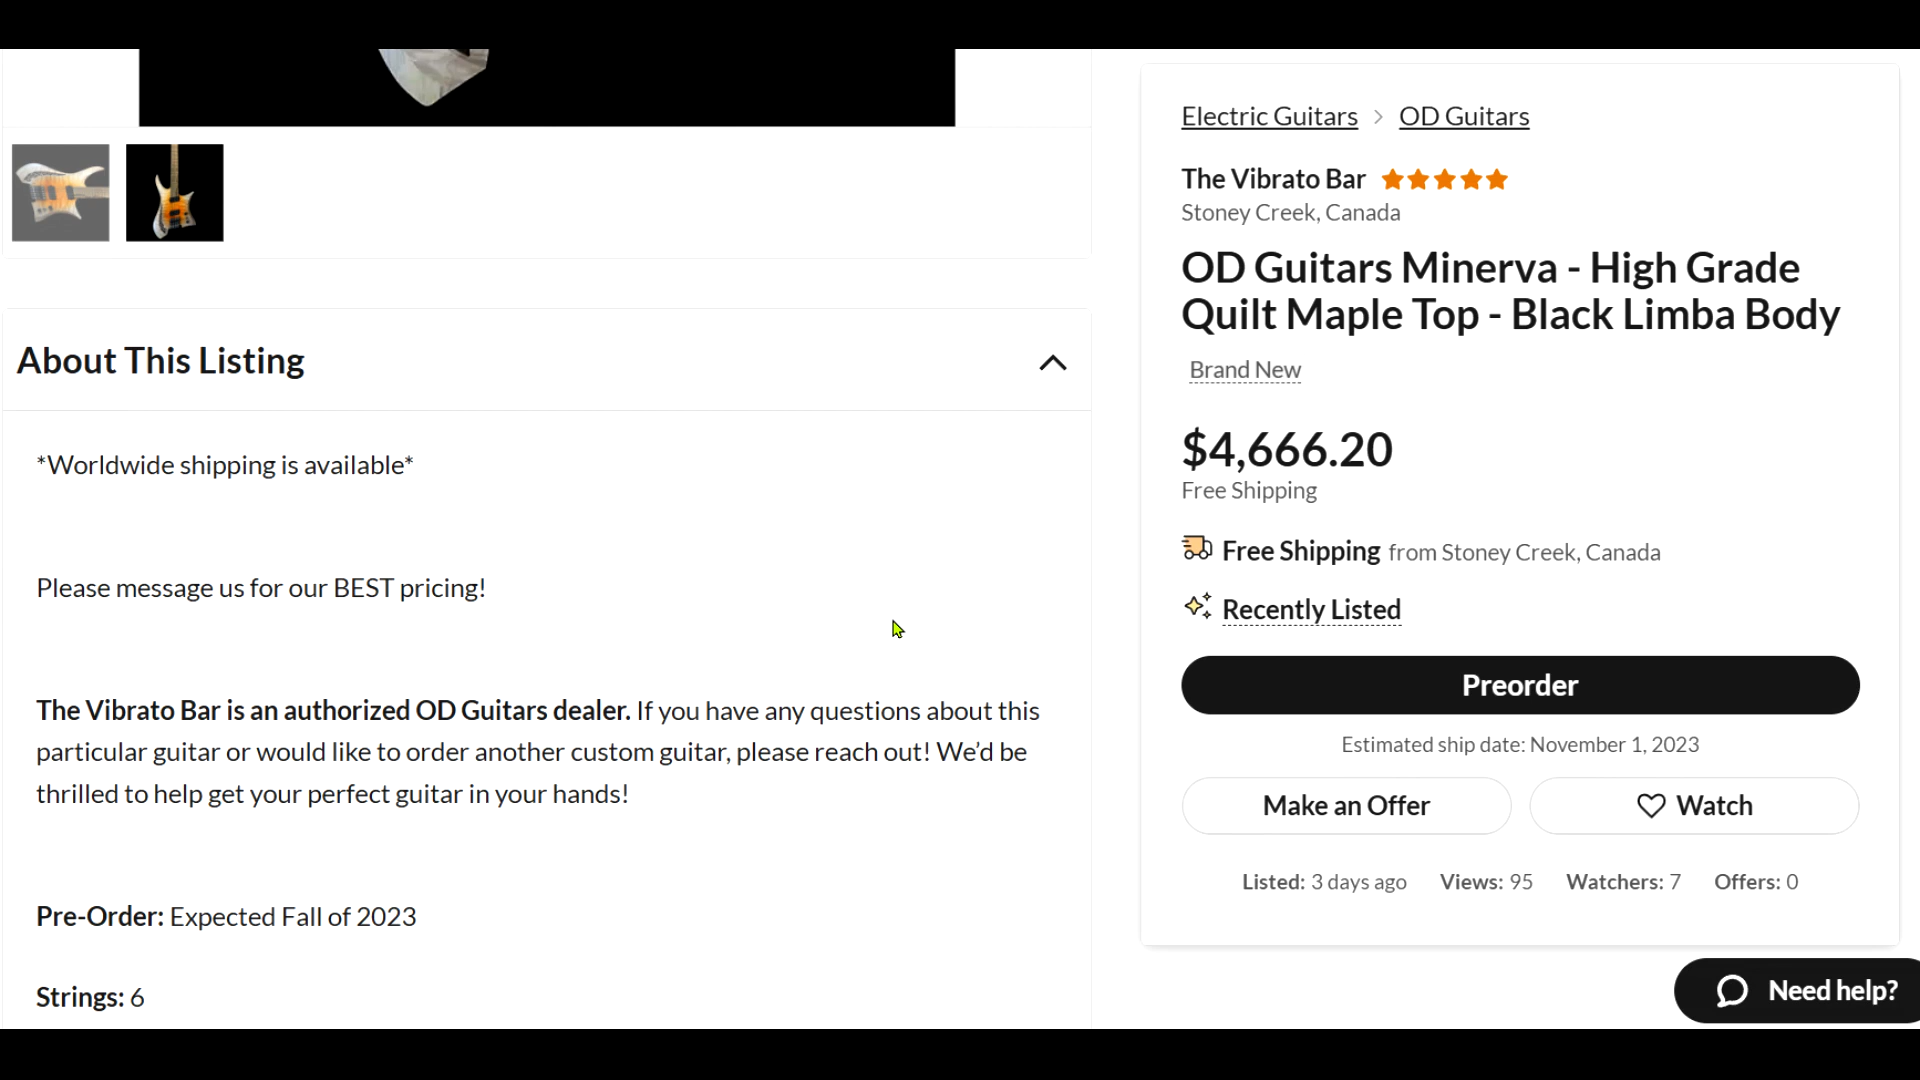 About This Listing
*Worldwide shipping is available*
Please message us for our BEST pricing!
The Vibrato Bar is an authorized OD Guitars dealer. If you have any questions about this
particular guitar or would like to order another custom guitar, please reach out! We’d be
thrilled to help get your perfect guitar in your hands!
Pre-Order: Expected Fall of 2023
Strings: 6
Electric Guitars > OD Guitars
The Vibrato Bar
Stoney Creek, Canada
OD Guitars Minerva - High Grade
Quilt Maple Top - Black Limba Body
Brand New
$4,666.20
Free Shipping
Free Shipping from Stoney Creek, Canada
Recently Listed
Preorder
Estimated ship date: November 1, 2023
Make an Offer
Watch
Listed: 3 days ago Views: 95 Watchers: 7 Offers: 0
Need help?